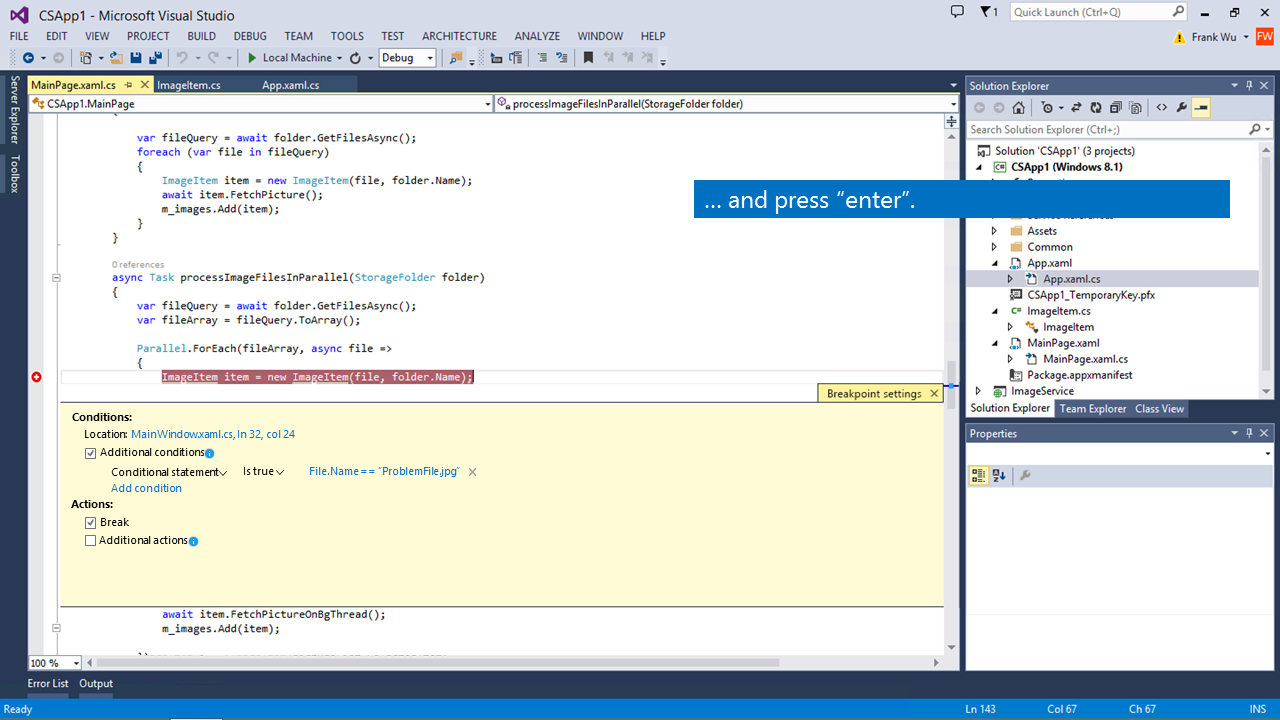 CSApp1 - Microsoft Visual Studio
1
Quick Launch (Ctrl+Q)
FILE EDIT VIEW PROJECT BUILD DEBUG TEAM TOOLS TEST ARCHITECTURE ANALYZE WINDOW HELP
Frank Wu FW
Local Machine Debug
Server Explorer
Toolbox
MainPage.xaml.cs ImageItem.cs App.xaml.cs
CSApp1.MainPage processImageFilesInParallel(StorageFolder folder)
{
var fileQuery = await folder.GetFilesAsync();
foreach (var file in fileQuery)
{
ImageItem item = new ImageItem(file, folder.Name);
await item.FetchPicture();
m_images.Add(item);
}
}
0 references
async Task processImageFilesInParallel(StorageFolder folder)
{
var fileQuery = await folder.GetFilesAsync();
var fileArray = fileQuery.ToArray();
Parallel.ForEach(fileArray, async file =>
{
ImageItem item = new ImageItem(file, folder.Name);
Breakpoint settings
Conditions:
Location: MainWindow.xaml.cs, ln 32, col 24
Additional conditions
Conditional statement Is true File.Name == "ProblemFile.jpg"
Add condition
Actions:
Break
Additional actions
await item.FetchPictureOnBgThread();
m_images.Add(item);
100 %
Error List Output
... and press “enter”.
Solution Explorer
Search Solution Explorer (Ctrl+;)
Solution 'CSApp1' (3 projects)
CSApp1 (Windows 8.1)
Assets
Common
App.xaml
App.xaml.cs
CSApp1_TemporaryKey.pfx
ImageItem.cs
ImageItem
MainPage.xaml
MainPage.xaml.cs
Package.appxmanifest
ImageService
Solution Explorer Team Explorer Class View
Properties
Ready Ln 143 Col 67 Ch 67 INS